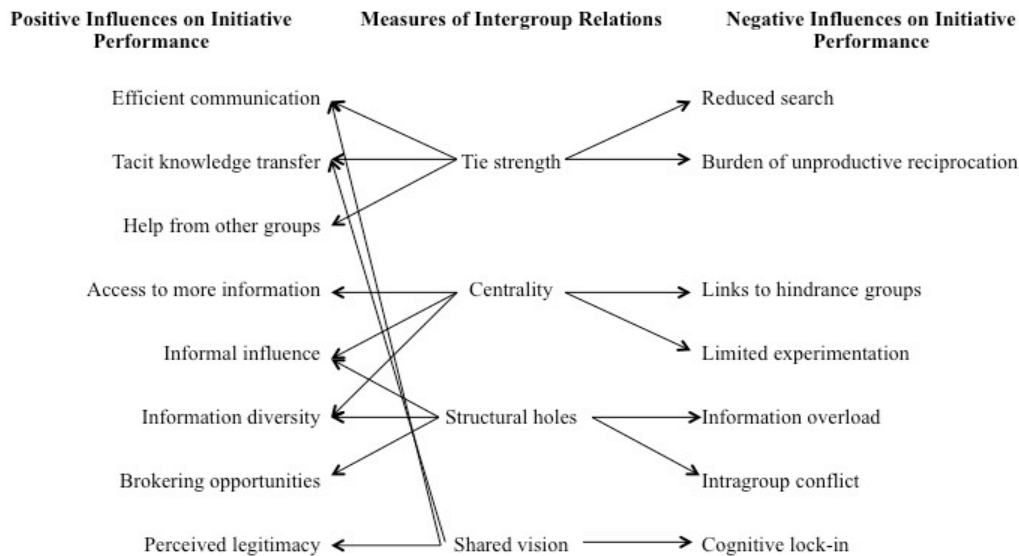 Positive Influences on Initiative
Performance
Measures of Intergroup Relations
Negative Influences on Initiative
Performance
Efficient communication
Reduced search
Tacit knowledge transfer
Tie strength
Burden of unproductive reciprocation
Help from other groups
Access to more information
Centrality
Links to hindrance groups
Informal influence
Limited experimentation
Information diversity
Structural holes
Information overload
Brokering opportunities
Intragroup conflict
Perceived legitimacy
Shared vision
Cognitive lock-in